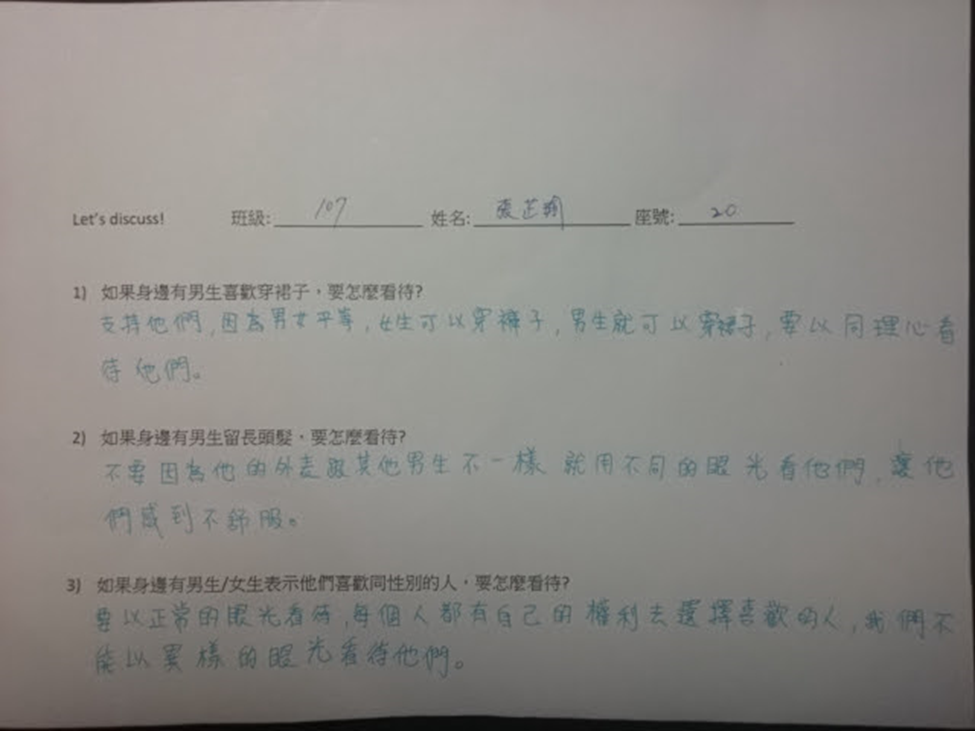 Let's discuss! 班級: 107 姓名: 張芷 座號: 20
1) 如果身邊有男生喜歡穿裙子，要怎麼看待?
支持他們,因為男女平等,女生可以穿褲子,男生就可以穿裙子,要以同理心看
待他們。
2) 如果身邊有男生留長頭髮，要怎麼看待?
不要因為他的外表跟其他男生不一樣就用不同的眼光看他們,讓他
們感到不舒服。
3) 如果身邊有男生/女生表示他們喜歡同性別的人，要怎麼看待?
要以正常的眼光看待,每個人都有自己的權利去選擇喜歡的人,我們不
能以異樣的眼光看待他們。